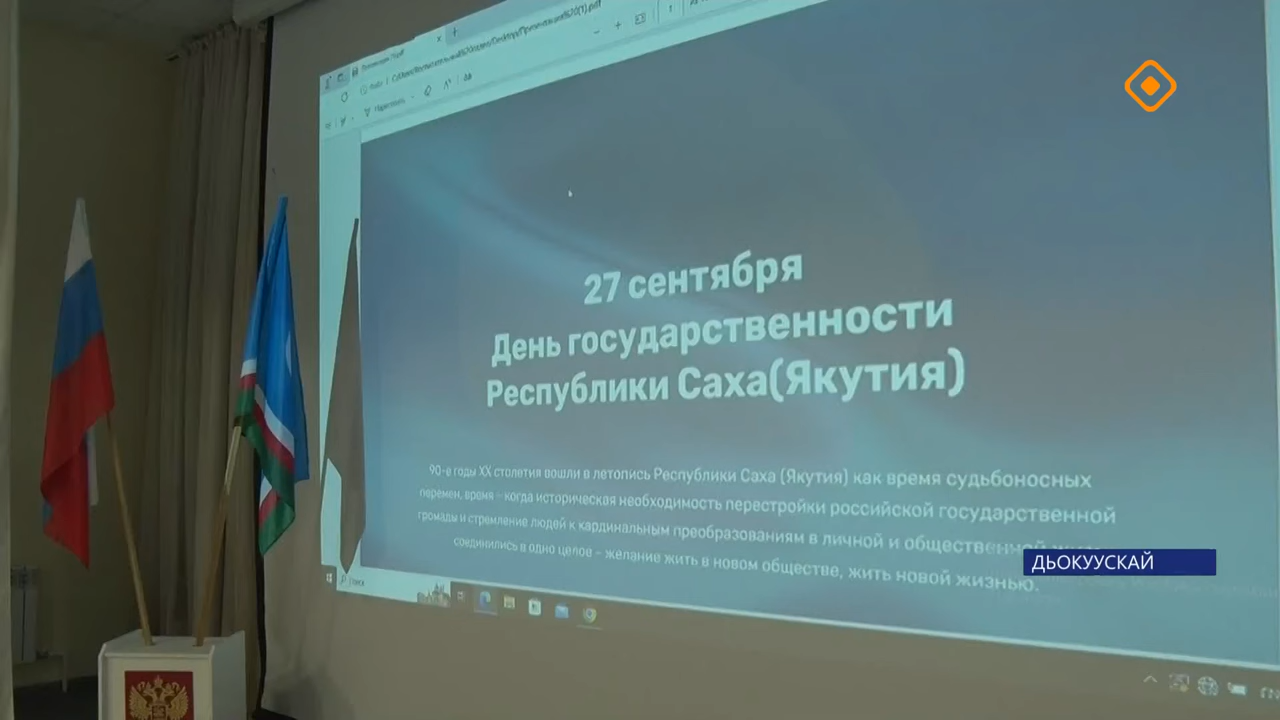 27 сентября
День государственности
Республики Саха(Якутия)
90-е годы XX столетия вошли в летопись Республики Саха (Якутия) как время судьбоносных
перемен, время – когда историческая необходимость перестройки российской государственной
громады и стремление людей к кардинальным преобразованиям в личной и общественной
соединились в одно целое – желание жить в новом обществе, жить новой жизнью.
ДЬОКУУСКАЙ